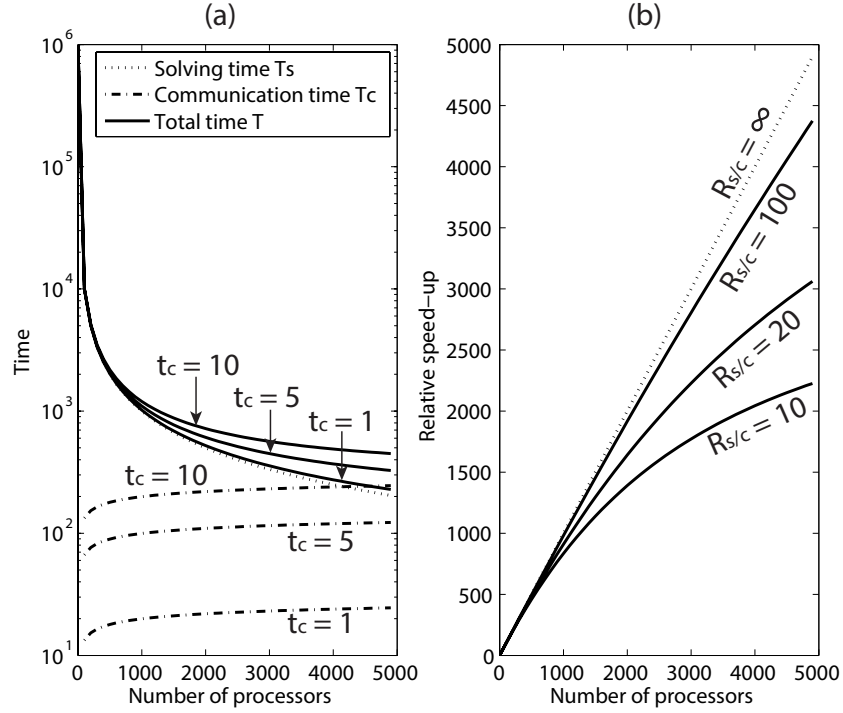 (a)
10^6
10^5
10^4
10^3
10^2
10^1
Time
Solving time Ts
Communication time Tc
Total time T
tc = 10
tc = 5
tc = 1
tc = 10
tc = 5
tc = 1
0 1000 2000 3000 4000 5000
Number of processors
(b)
5000
4500
4000
3500
3000
2500
2000
1500
1000
500
0
Relative speed-up
Rs/c = ∞
Rs/c = 100
Rs/c = 20
Rs/c = 10
0 1000 2000 3000 4000 5000
Number of processors